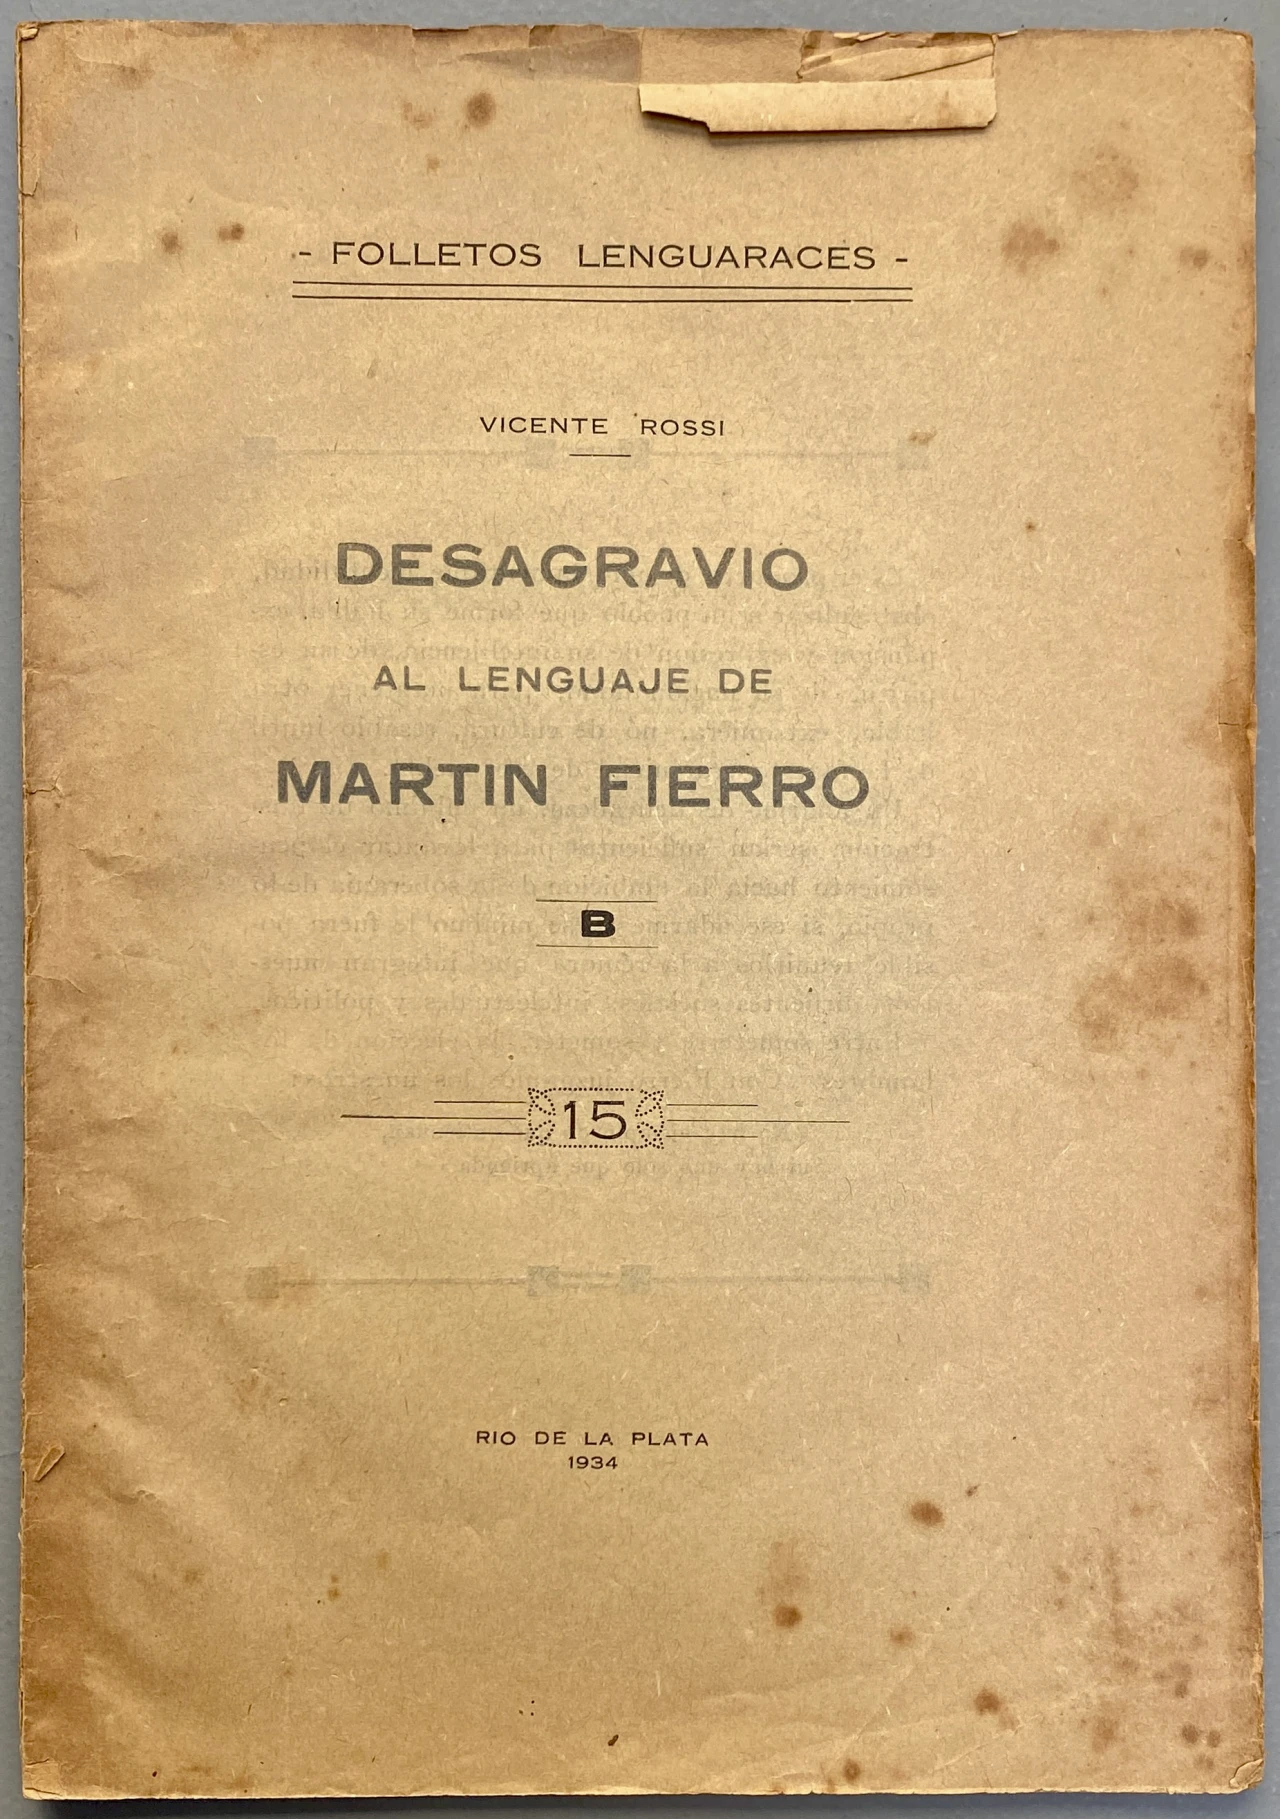 - FOLLETOS LENGUARACES -
VICENTE ROSSI
DESAGRAVIO
AL LENGUAJE DE
MARTIN FIERRO
B
15
RIO DE LA PLATA
1934